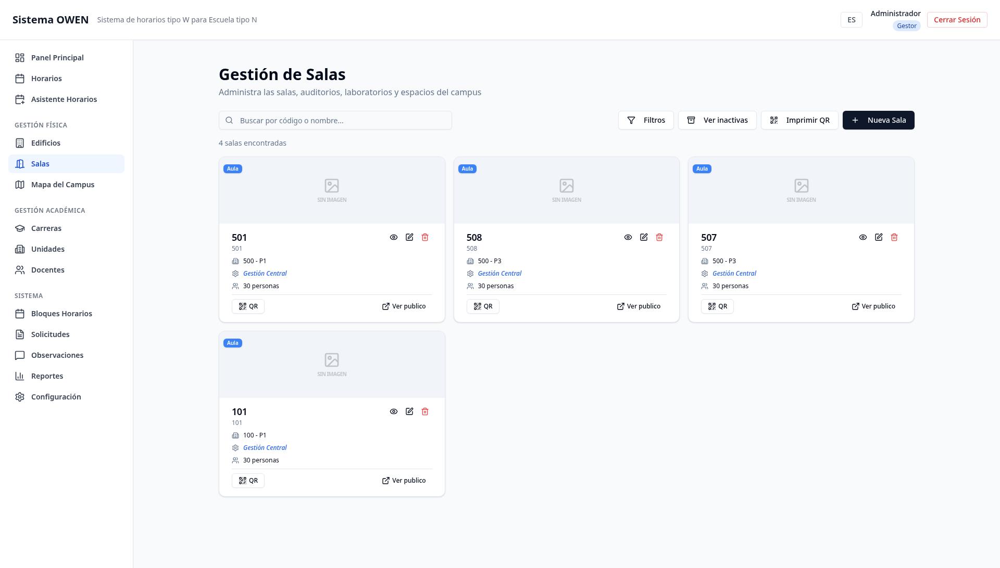 Sistema OWEN
Sistema de horarios tipo W para Escuela tipo N
ES
Administrador
Gestor
Cerrar Sesión
Panel Principal
Horarios
Asistente Horarios
GESTIÓN FÍSICA
Edificios
Salas
Mapa del Campus
GESTIÓN ACADÉMICA
Carreras
Unidades
Docentes
SISTEMA
Bloques Horarios
Solicitudes
Observaciones
Reportes
Configuración
Gestión de Salas
Administra las salas, auditorios, laboratorios y espacios del campus
Buscar por código o nombre...
Filtros
Ver inactivas
Imprimir QR
Nueva Sala
4 salas encontradas
Aula
SIN IMAGEN
501
501
500 - P1
Gestión Central
30 personas
QR
Ver publico
Aula
SIN IMAGEN
508
508
500 - P3
Gestión Central
30 personas
QR
Ver publico
Aula
SIN IMAGEN
507
507
500 - P3
Gestión Central
30 personas
QR
Ver publico
Aula
SIN IMAGEN
101
101
100 - P1
Gestión Central
30 personas
QR
Ver publico